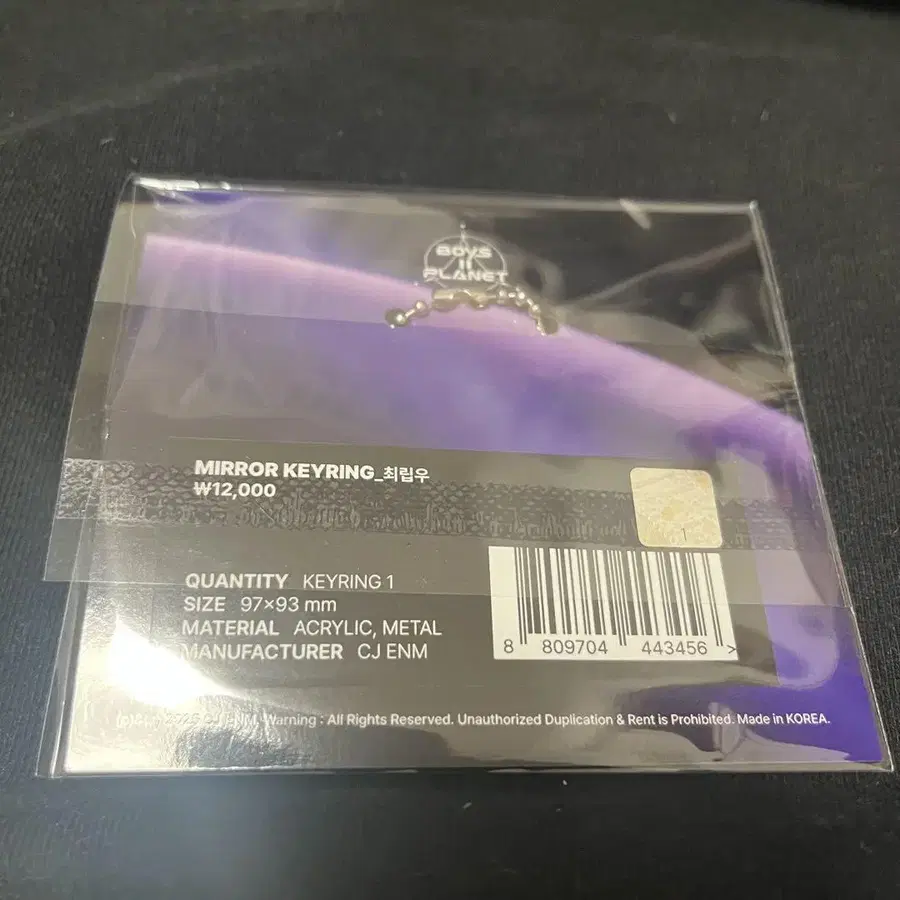 BOYS
II
PLANET
MIRROR KEYRING_최립우
₩12,000
1
QUANTITY KEYRING 1
SIZE 97×93 mm
MATERIAL ACRYLIC, METAL
MANUFACTURER CJ ENM
8 809704 443456 >
ENM, Warning : All Rights Reserved. Unauthorized Duplication & Rent is Prohibited. Made in KOREA.